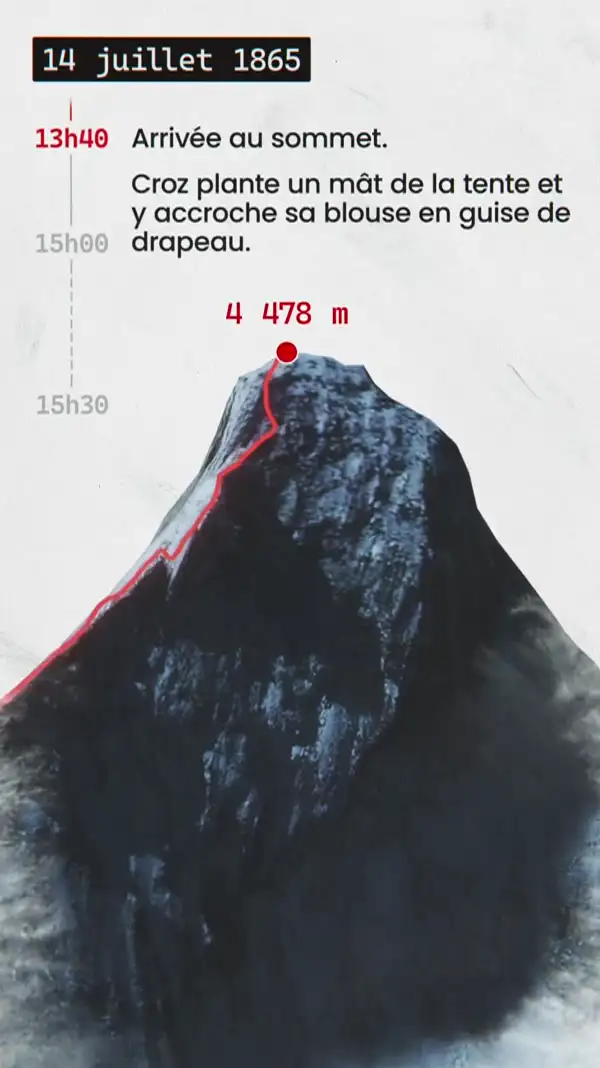 14 juillet 1865
13h40
Arrivée au sommet.
Croz plante un mât de la tente et
y accroche sa blouse en guise de
15h00
drapeau.
4 478 m
15h30